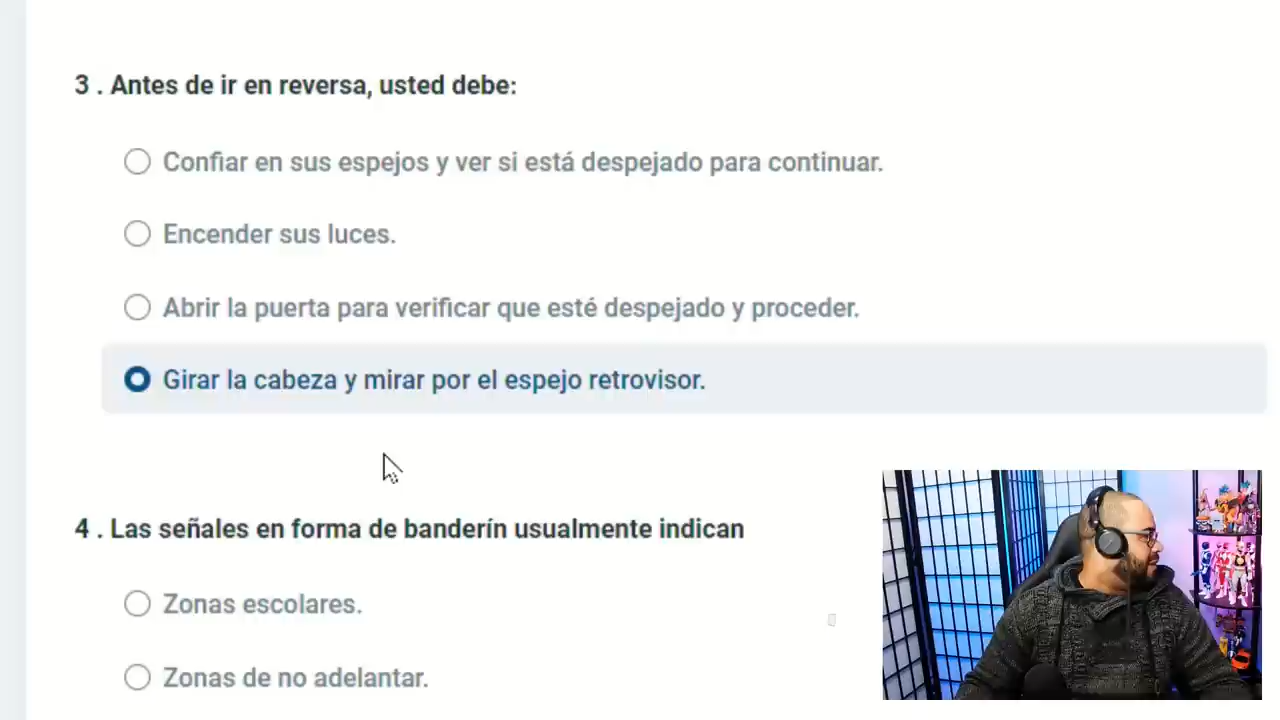 3 . Antes de ir en reversa, usted debe:
Confiar en sus espejos y ver si está despejado para continuar.
Encender sus luces.
Abrir la puerta para verificar que esté despejado y proceder.
Girar la cabeza y mirar por el espejo retrovisor.
4 . Las señales en forma de banderín usualmente indican
Zonas escolares.
Zonas de no adelantar.